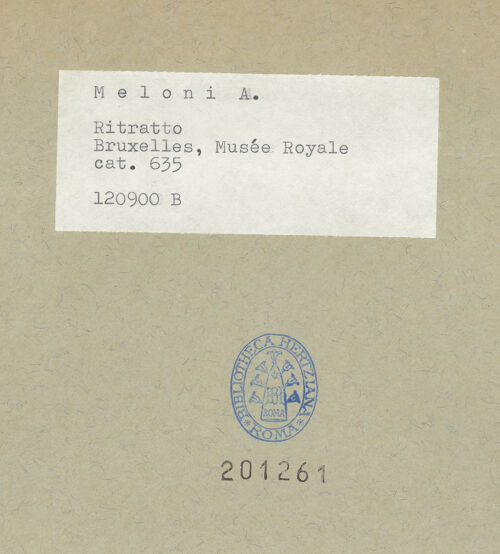 Meloni A.
Ritratto
Bruxelles, Musée Royale
cat. 635
120900 B
BIBLIOTHECA HERTZIANA
ROMA
* ROMA *
201261